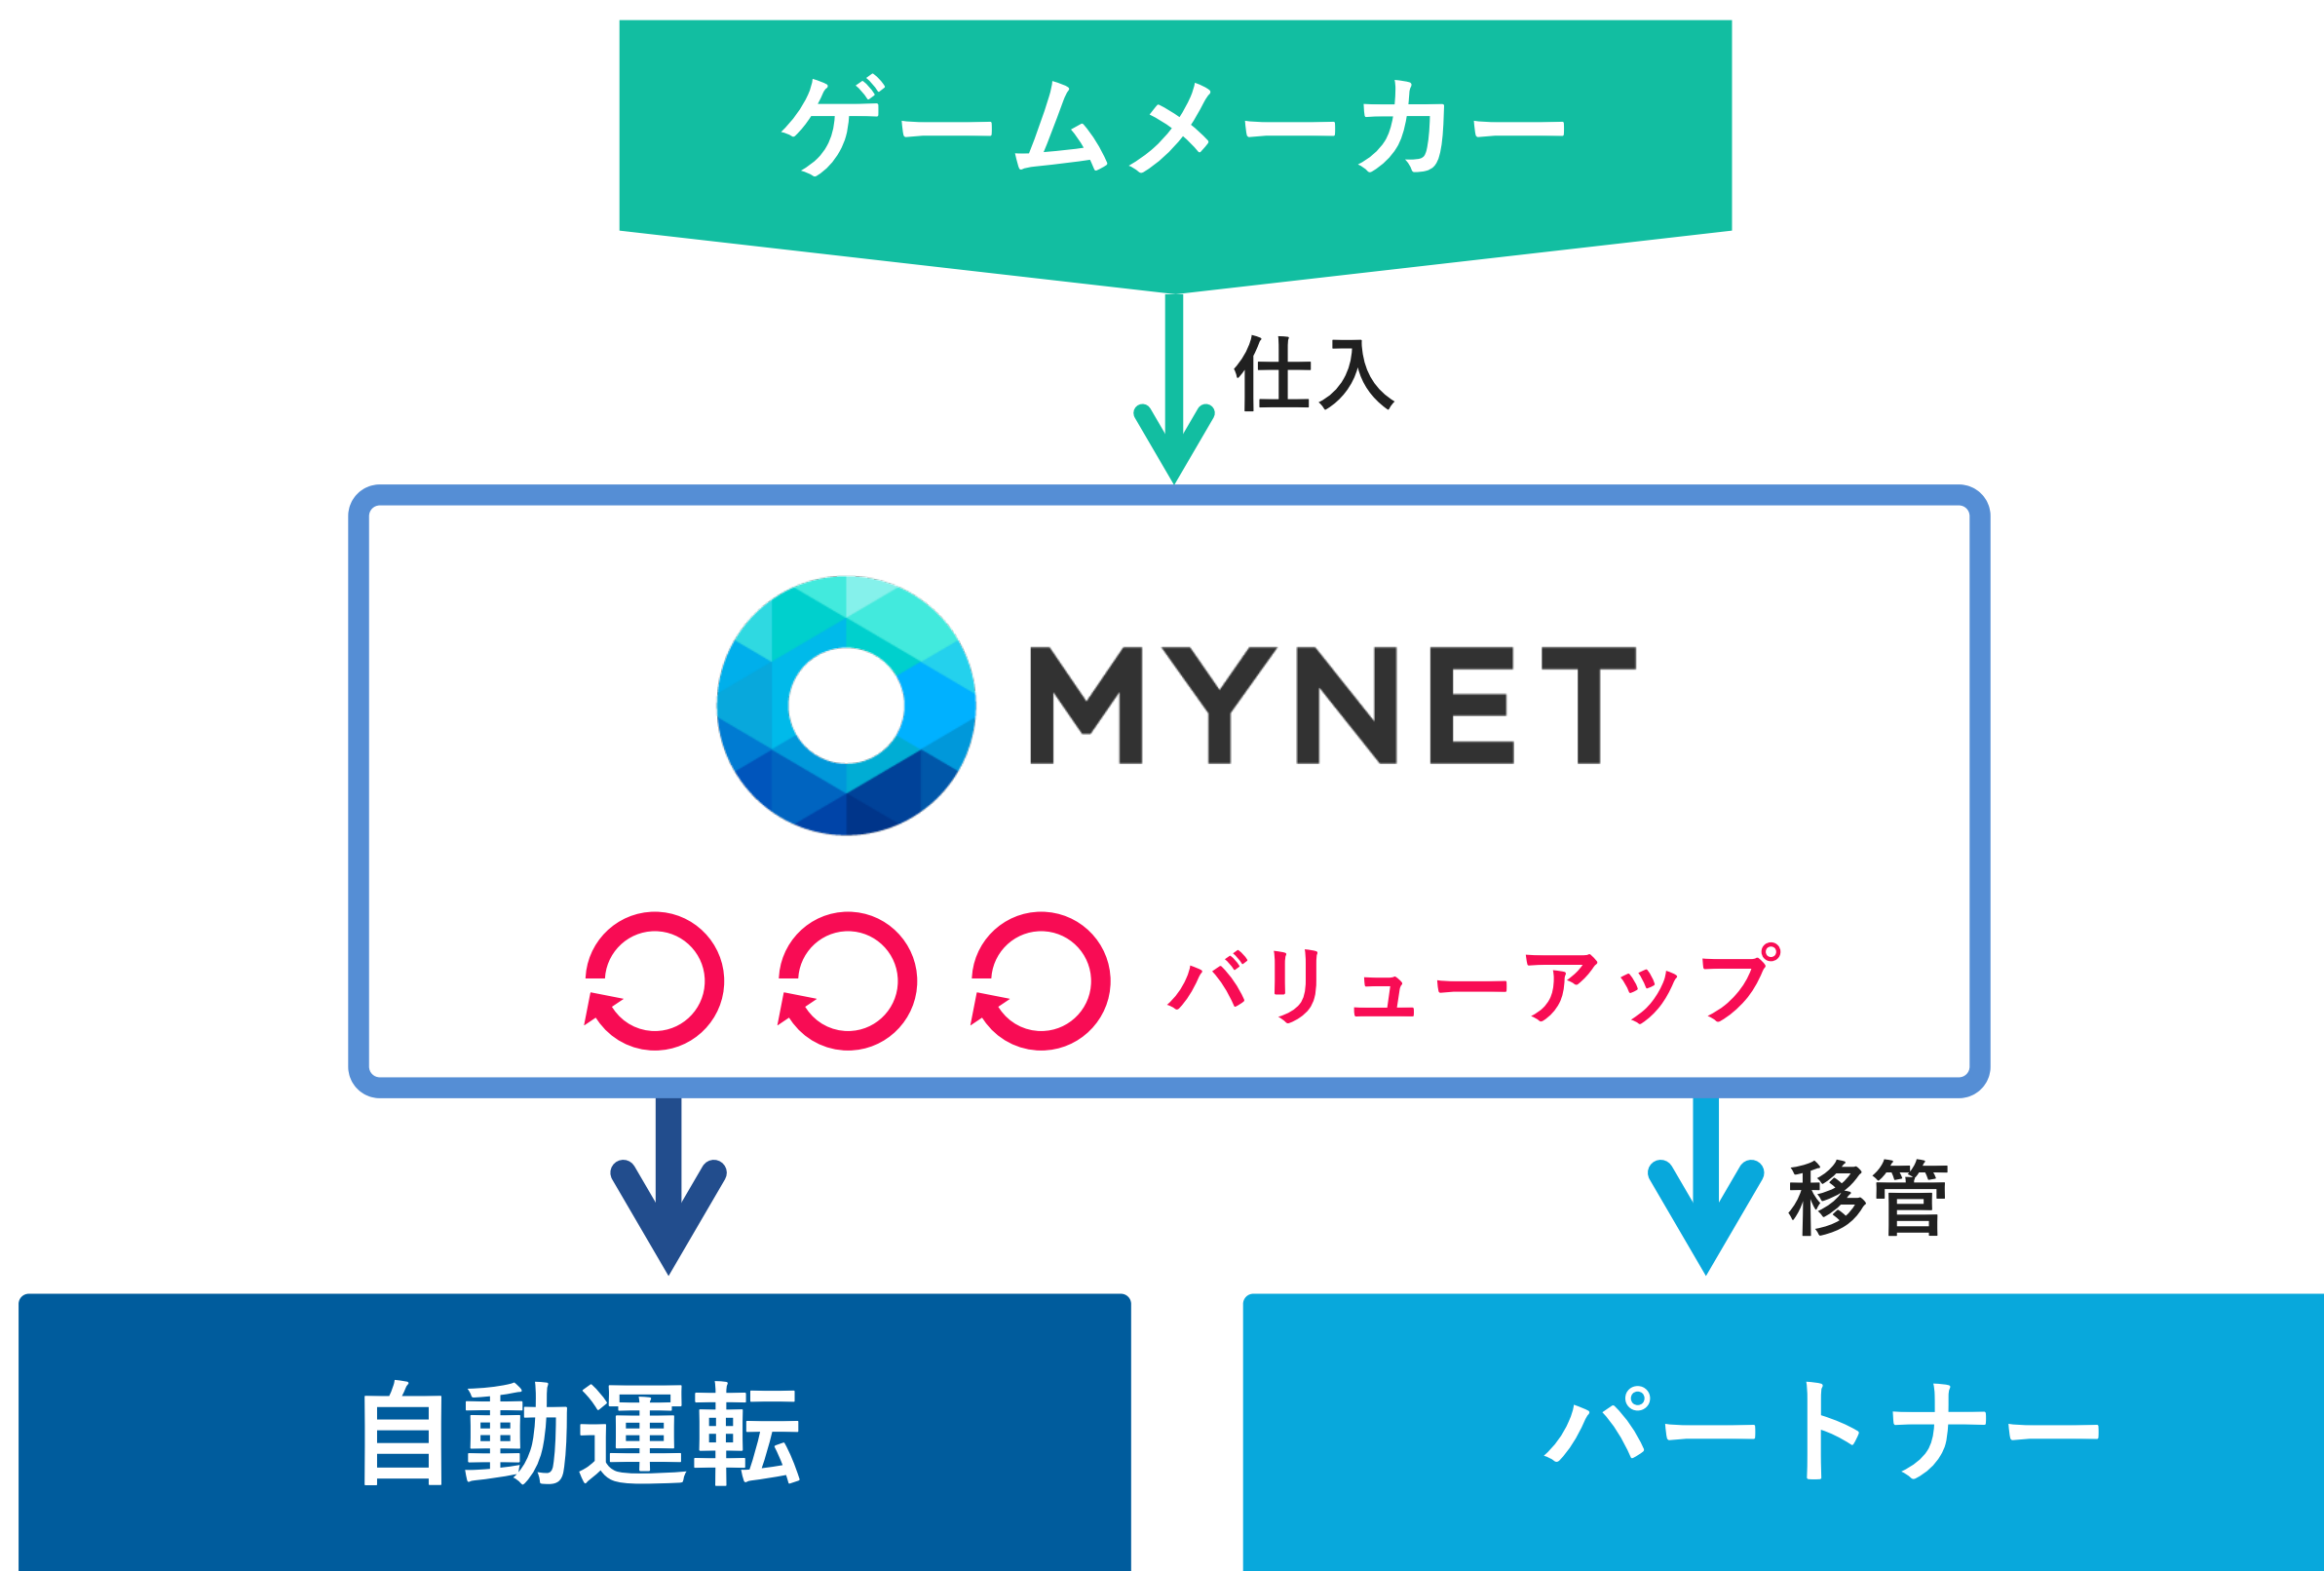 ゲームメーカー
仕入
MYNET
バリューアップ
移管
自動運転
パートナー